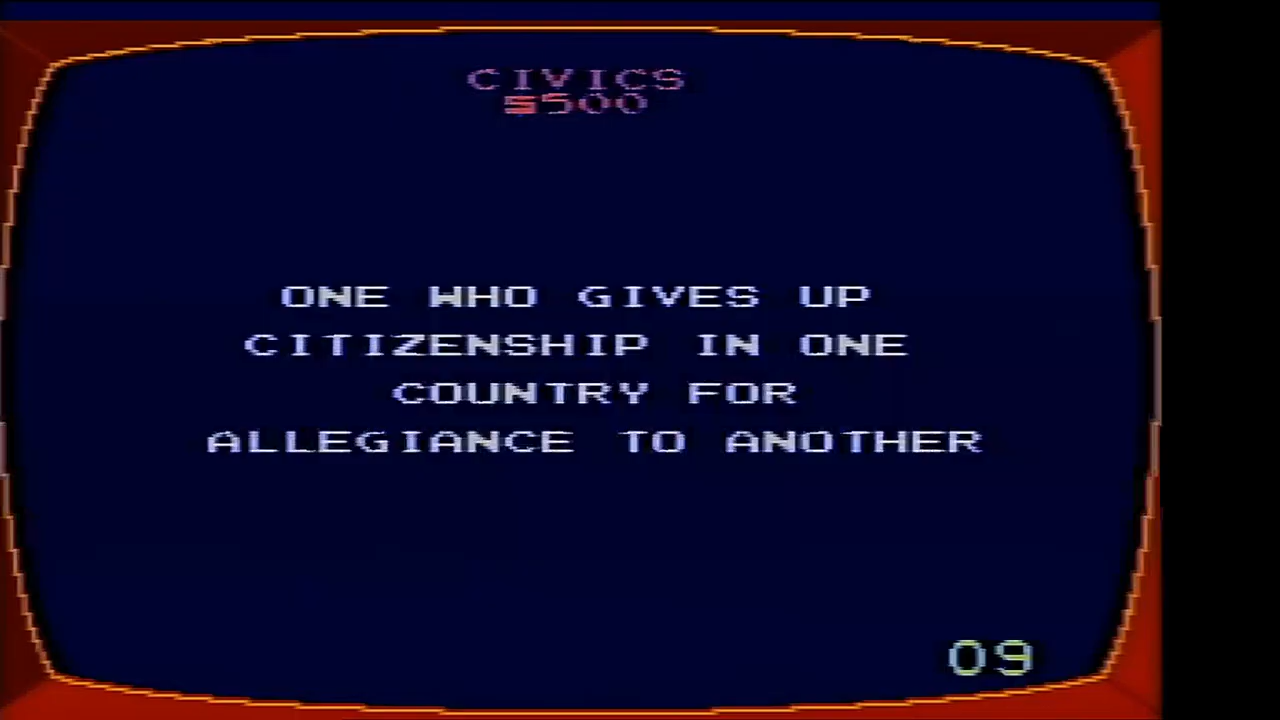 CIVICS
$500
ONE WHO GIVES UP
CITIZENSHIP IN ONE
COUNTRY FOR
ALLEGIANCE TO ANOTHER
09